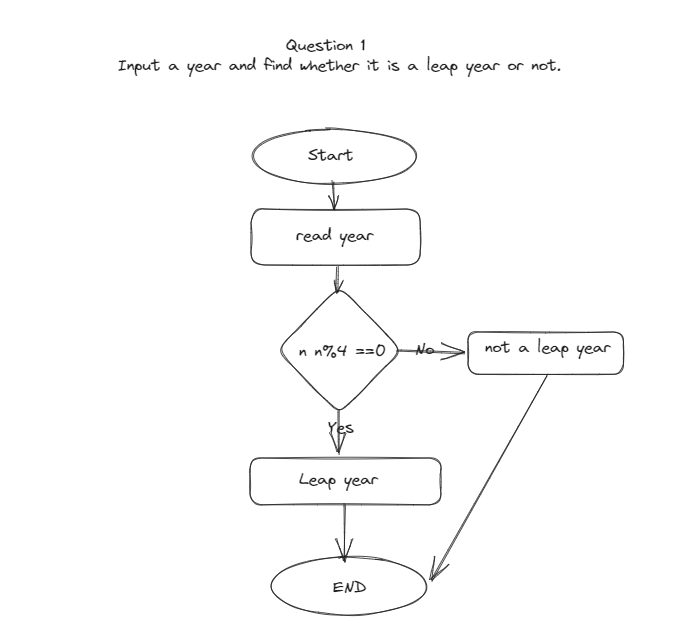 Question 1
Input a year and find whether it is a leap year or not.
Start
read year
n n%4 ==0
No
not a leap year
Yes
Leap year
END